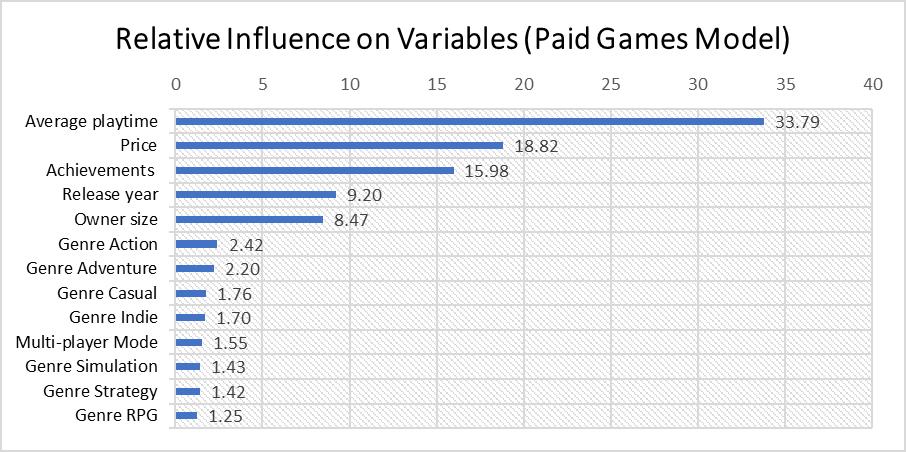 Relative Influence on Variables (Paid Games Model)
0 5 10 15 20 25 30 35 40
Average playtime 33.79
Price 18.82
Achievements 15.98
Release year 9.20
Owner size 8.47
Genre Action 2.42
Genre Adventure 2.20
Genre Casual 1.76
Genre Indie 1.70
Multi-player Mode 1.55
Genre Simulation 1.43
Genre Strategy 1.42
Genre RPG 1.25